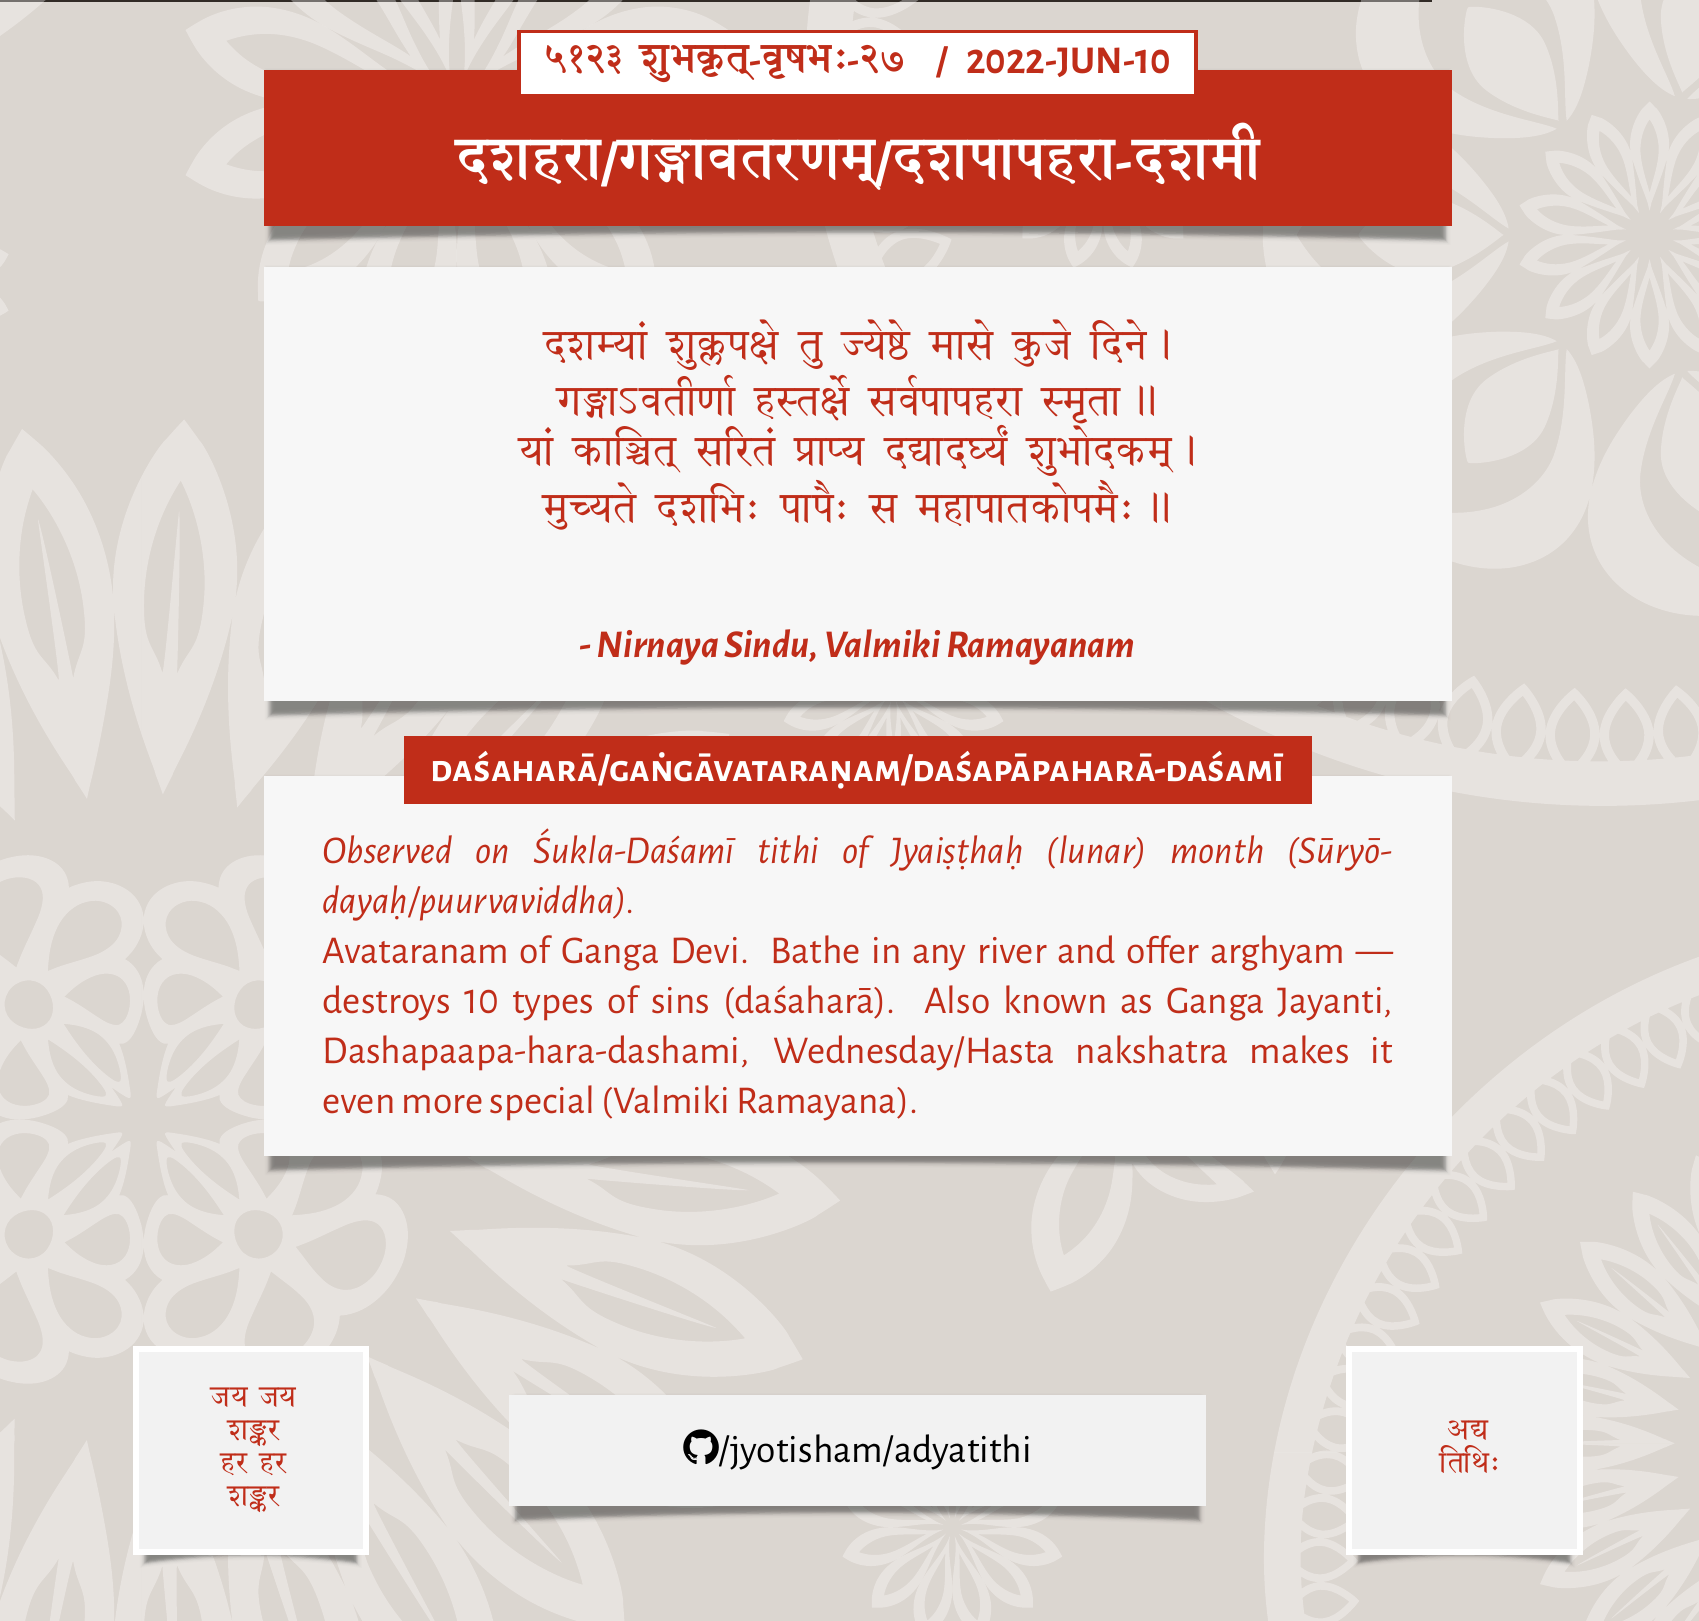 ५१२३ शुभकृत्-वृषभः-२७ / 2022-JUN-10
दशहरा/गङ्गावतरणम्/दशपापहरा-दशमी
दशम्यां शुक्लपक्षे तु ज्येष्ठे मासे कुजे दिने।
गङ्गाऽवतीर्णा हस्तर्क्षे सर्वपापहरा स्मृता॥
यां काञ्चित् सरितं प्राप्य दद्यादर्घ्यं शुभोदकम्।
मुच्यते दशभिः पापैः स महापातकोपमैः॥
- Nirnaya Sindu, Valmiki Ramayanam
DAŚAHARĀ/GAṄGĀVATARAṆAM/DAŚAPĀPAHARĀ-DAŚAMĪ
Observed on Śukla-Daśamī tithi of Jyaiṣṭhaḥ (lunar) month (Sūryō-
dayaḥ/puurvaviddha).
Avataranam of Ganga Devi. Bathe in any river and offer arghyam —
destroys 10 types of sins (daśaharā). Also known as Ganga Jayanti,
Dashapaapa-hara-dashami, Wednesday/Hasta nakshatra makes it
even more special (Valmiki Ramayana).
जय जय
शङ्कर
हर हर
शङ्कर
/jyotisham/adyatithi
अद्य
तिथिः